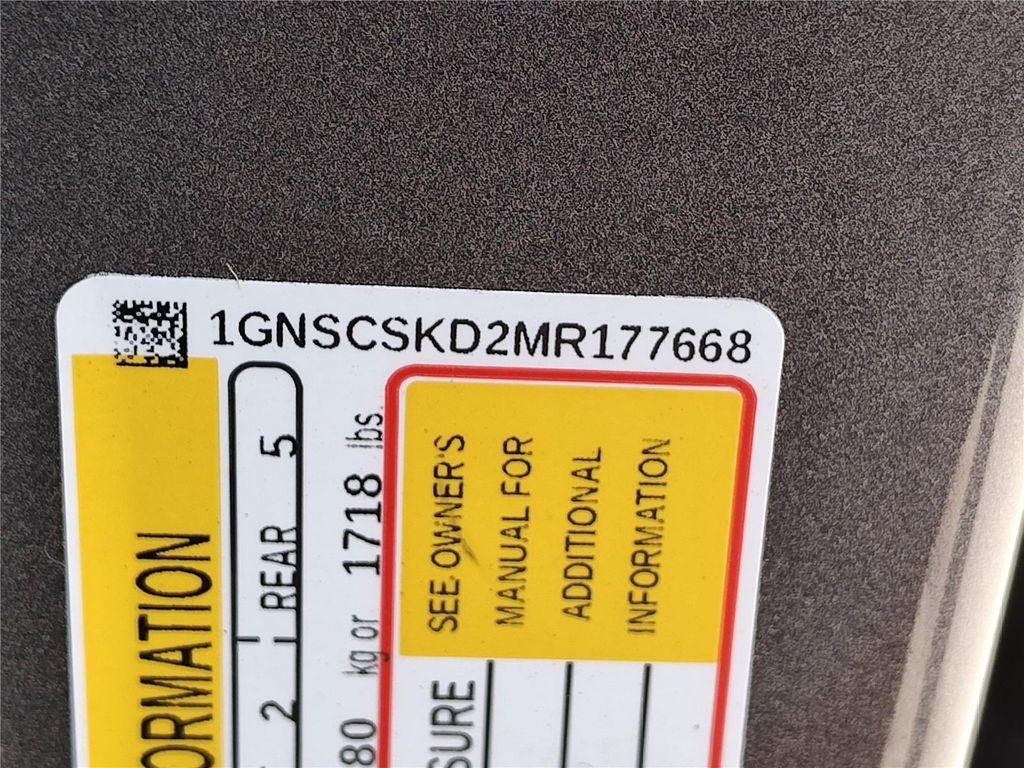 1GNSCSKD2MR177668
ORMATION
2 REAR 5
80 kg or 1718 lbs.
SURE
SEE OWNER'S
MANUAL FOR
ADDITIONAL
INFORMATION